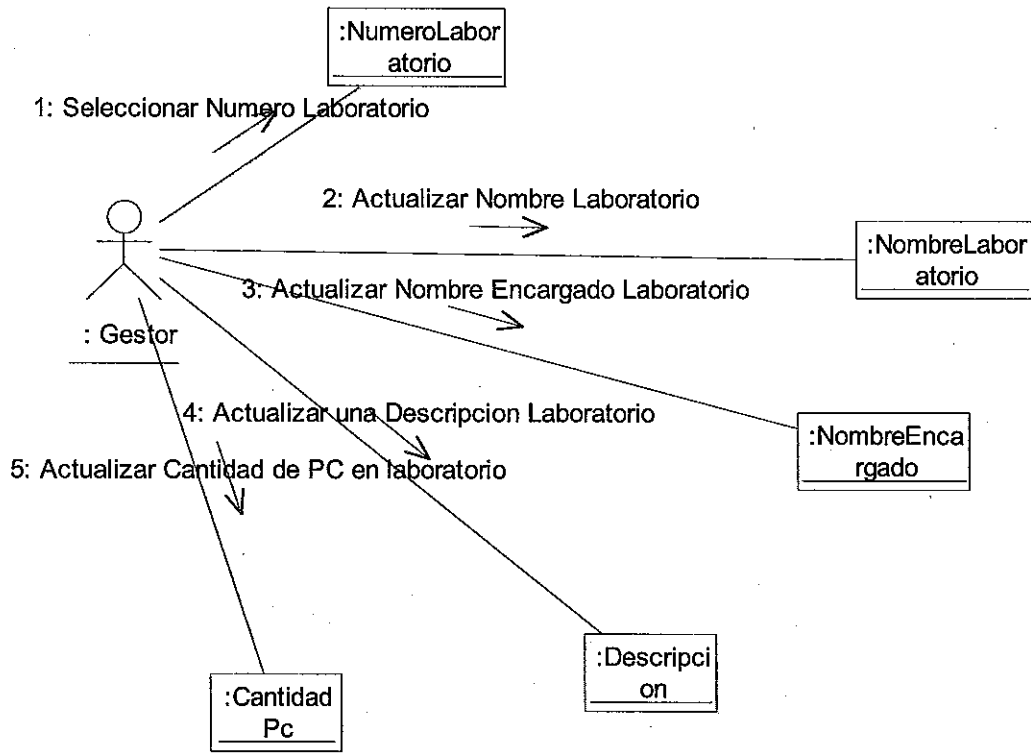 :NumeroLabor
atorio
1: Seleccionar Numero Laboratorio
2: Actualizar Nombre Laboratorio
:NombreLabor
atorio
3: Actualizar Nombre Encargado Laboratorio
: Gestor
4: Actualizar una Descripcion Laboratorio
:NombreEnca
rgado
5: Actualizar Cantidad de PC en laboratorio
:Descripci
on
:Cantidad
Pc